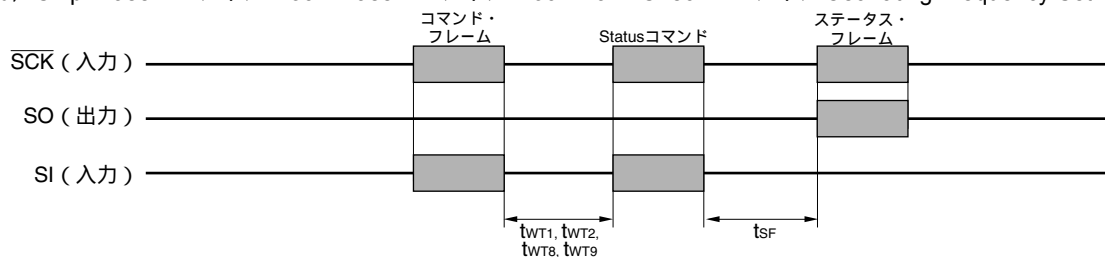 コマンド・
フレーム
Statusコマンド
ステータス・
フレーム
SCK（入力）
SO（出力）
SI（入力）
tWT1, tWT2,
tWT8, tWT9
tSF